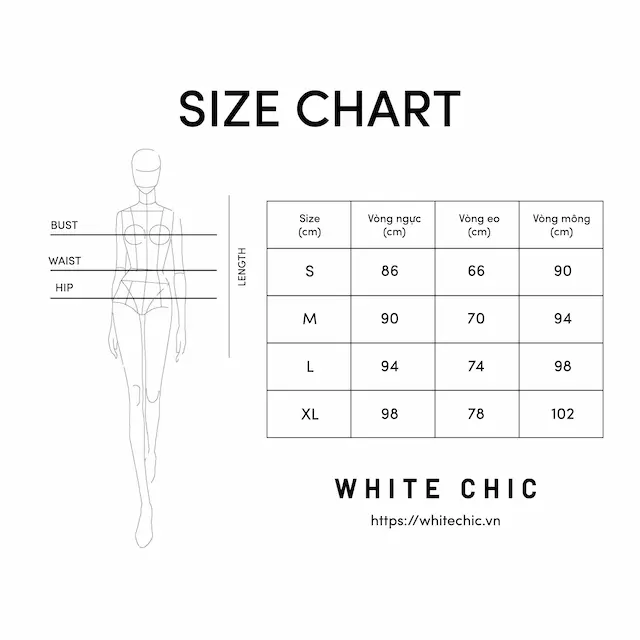 SIZE CHART
BUST
WAIST
HIP
LENGTH
Size (cm) Vòng ngực (cm) Vòng eo (cm) Vòng mông (cm)
S 86 66 90
M 90 70 94
L 94 74 98
XL 98 78 102
WHITE CHIC
https://whitechic.vn